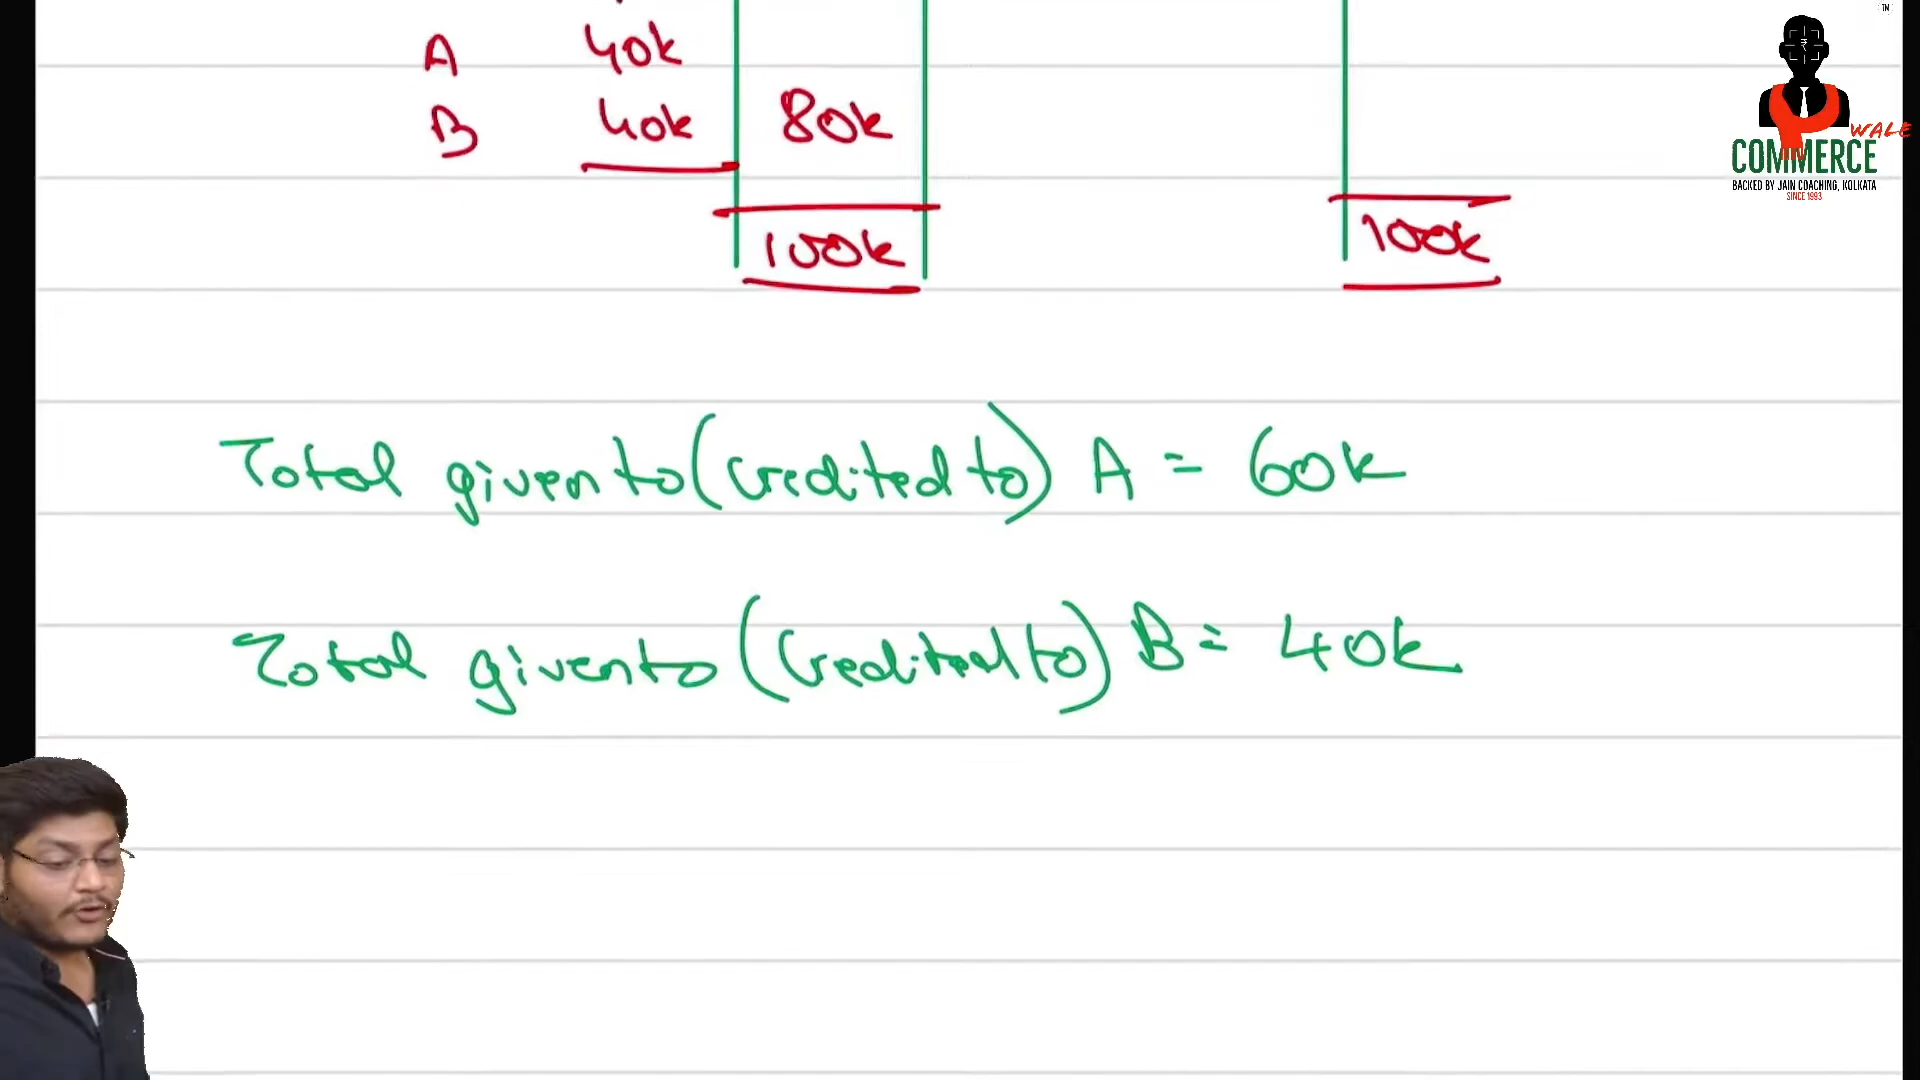 A 40k
B 40k 80k
100k 100k
Total given to (credited to) A = 60k
Total given to (credited to) B = 40k
TM
WALE
COMMERCE
BACKED BY JAIN COACHING, KOLKATA
SINCE 1993